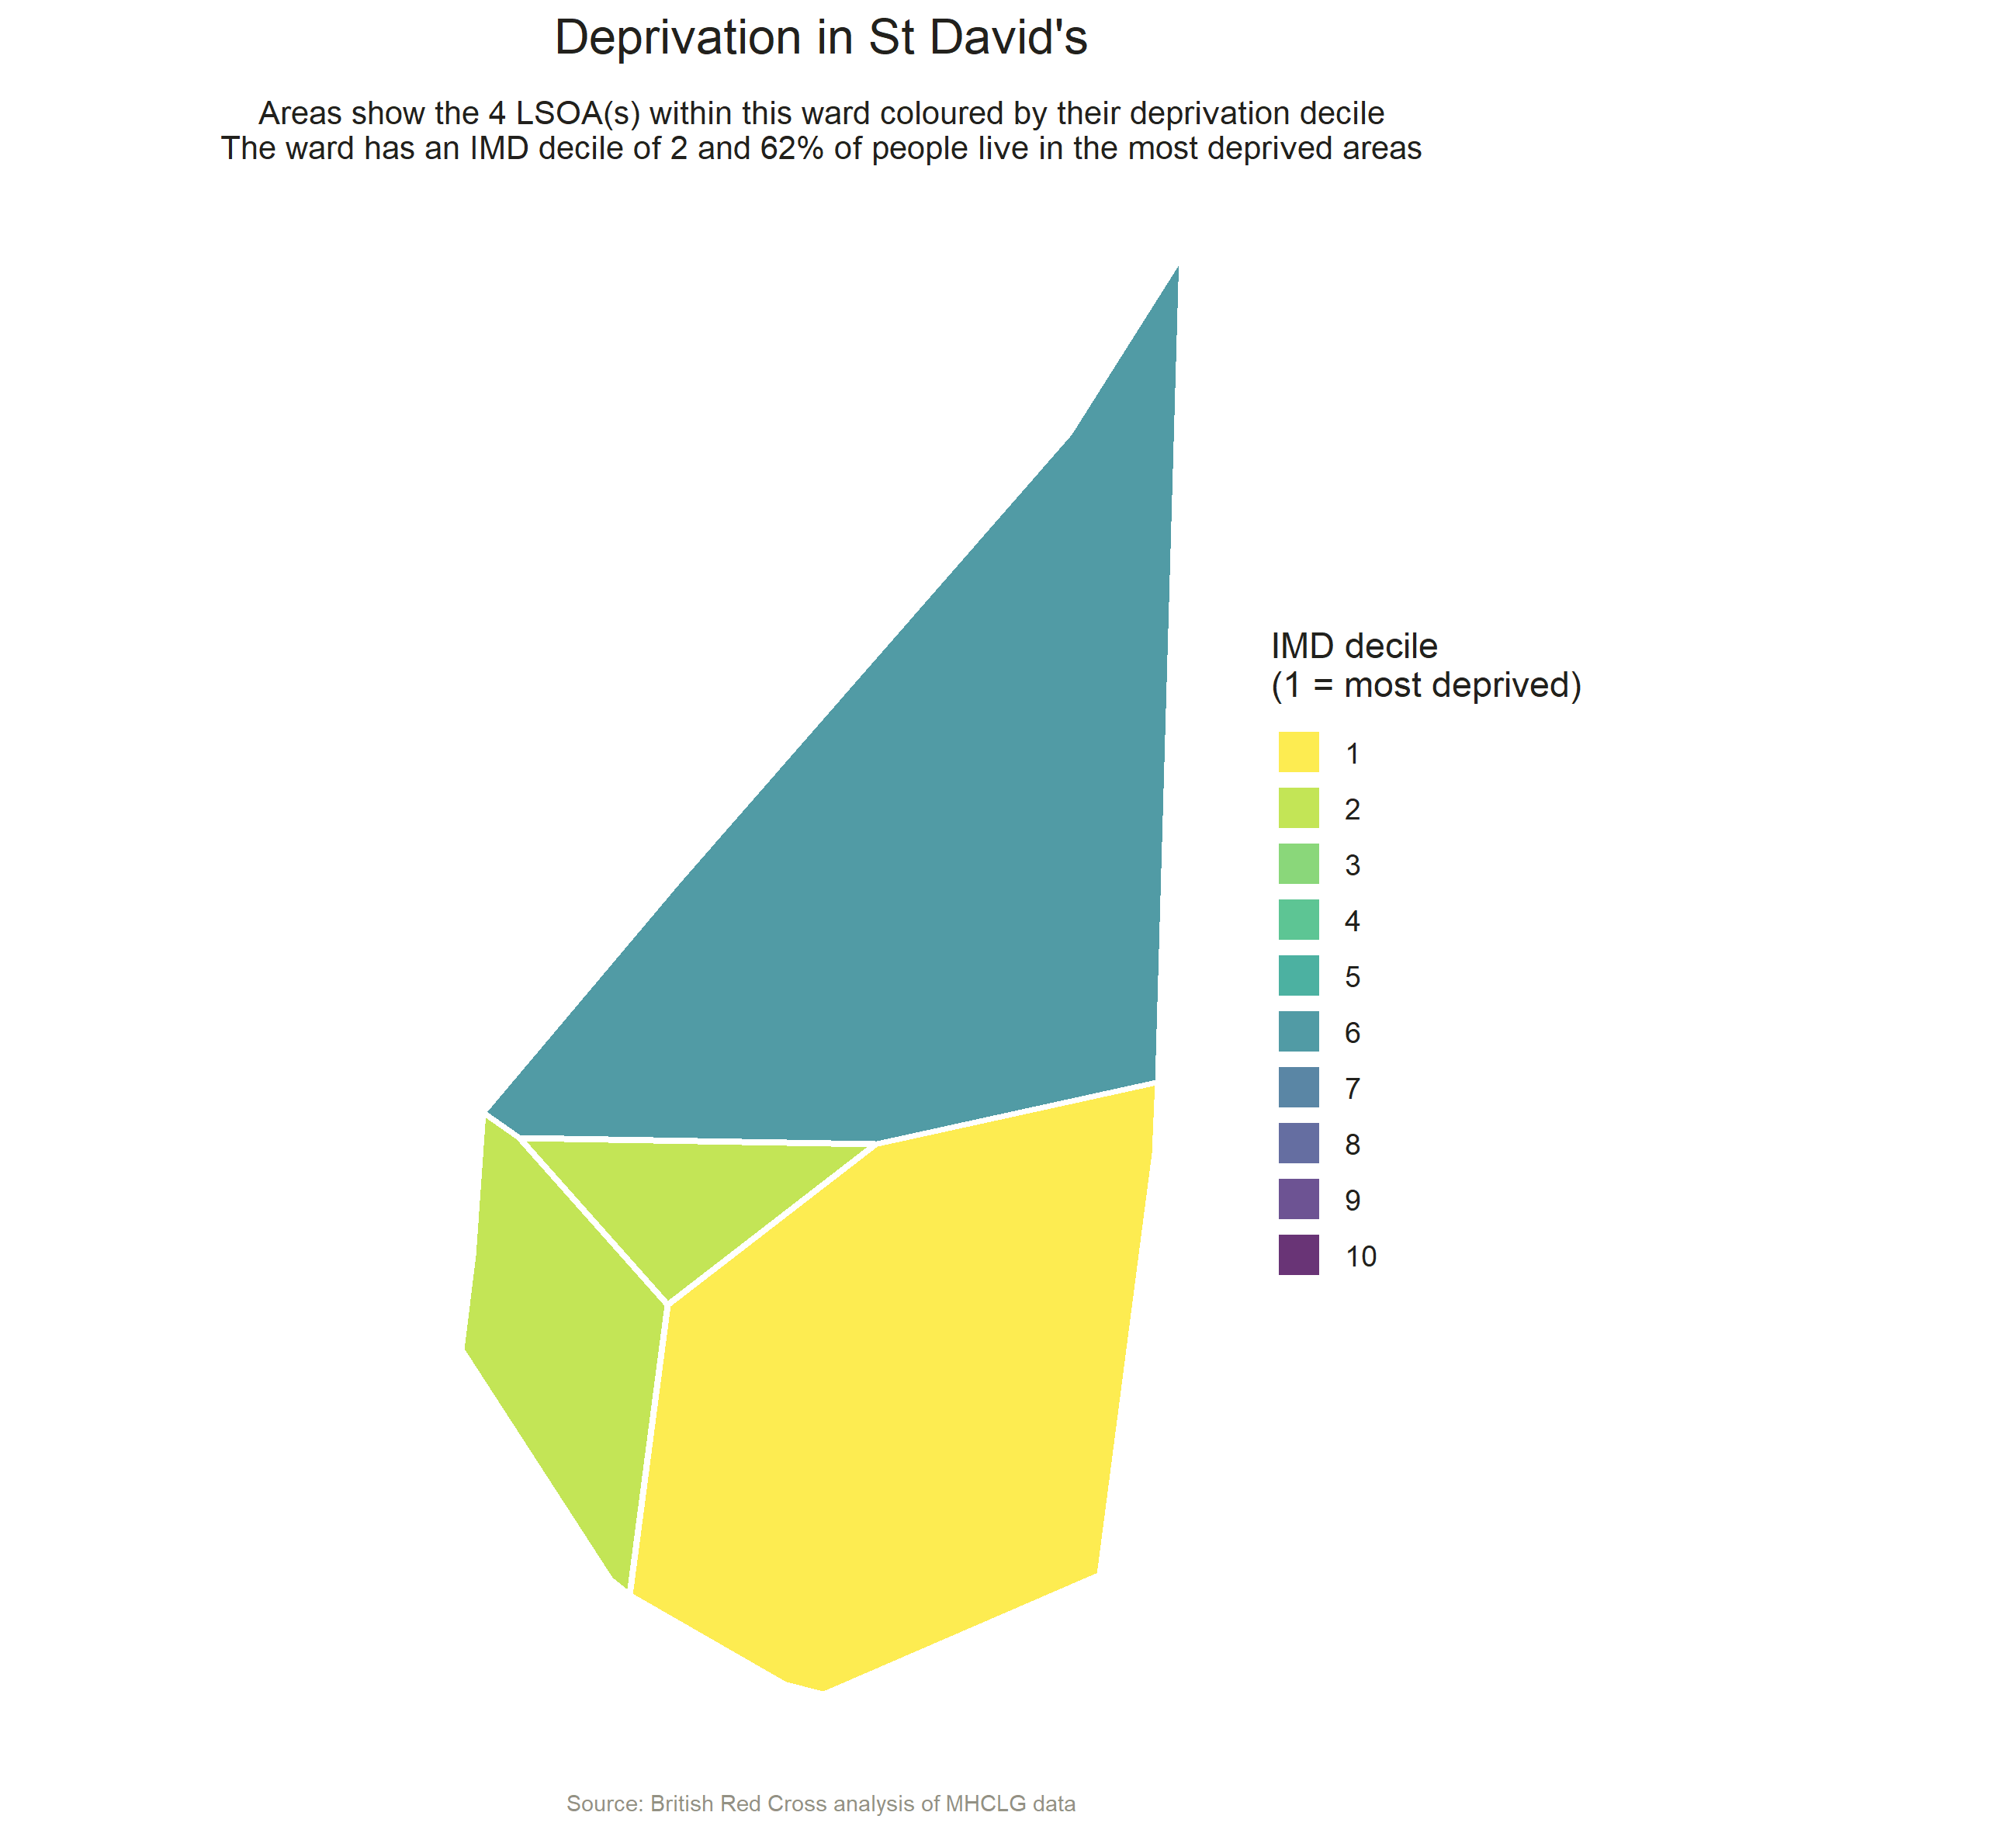 Deprivation in St David's
Areas show the 4 LSOA(s) within this ward coloured by their deprivation decile
The ward has an IMD decile of 2 and 62% of people live in the most deprived areas
IMD decile
(1 = most deprived)
1
2
3
4
5
6
7
8
9
10
Source: British Red Cross analysis of MHCLG data